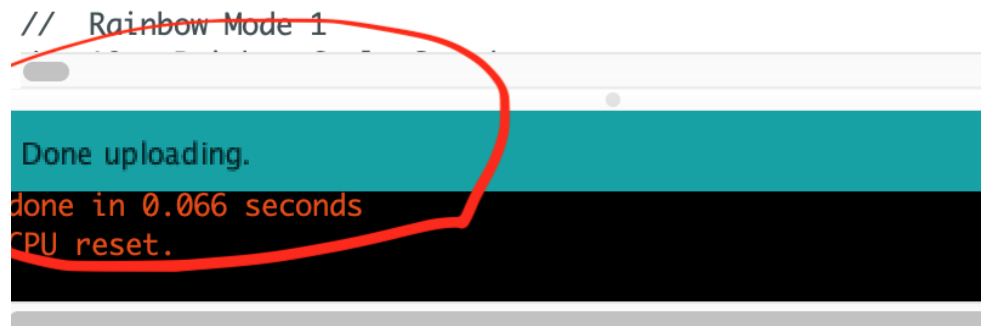 // Rainbow Mode 1
Done uploading.
done in 0.066 seconds
CPU reset.